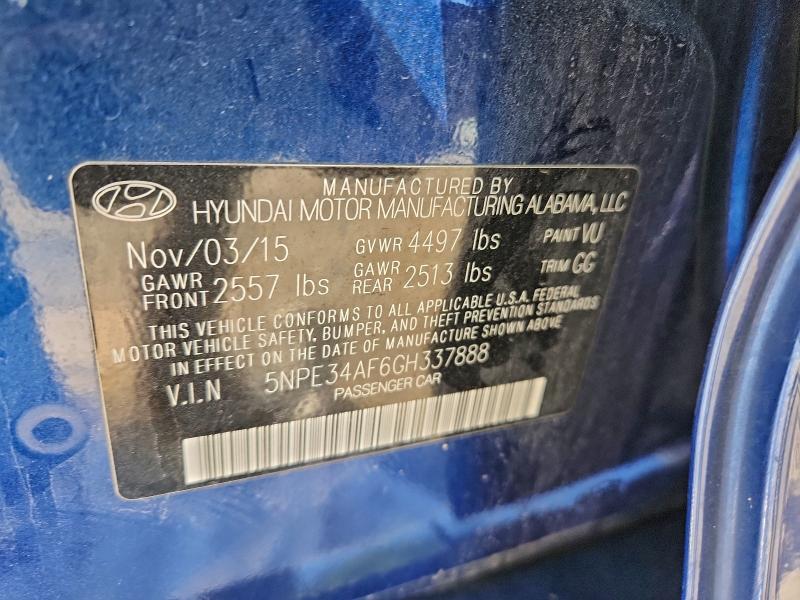 MANUFACTURED BY
HYUNDAI MOTOR MANUFACTURING ALABAMA, LLC
Nov/03/15 GVWR 4497 lbs PAINT VU
GAWR FRONT 2557 lbs GAWR REAR 2513 lbs TRIM GG
THIS VEHICLE CONFORMS TO ALL APPLICABLE U.S.A. FEDERAL
MOTOR VEHICLE SAFETY, BUMPER, AND THEFT PREVENTION STANDARDS
IN EFFECT ON THE DATE OF MANUFACTURE SHOWN ABOVE
V.I.N 5NPE34AF6GH337888
PASSENGER CAR